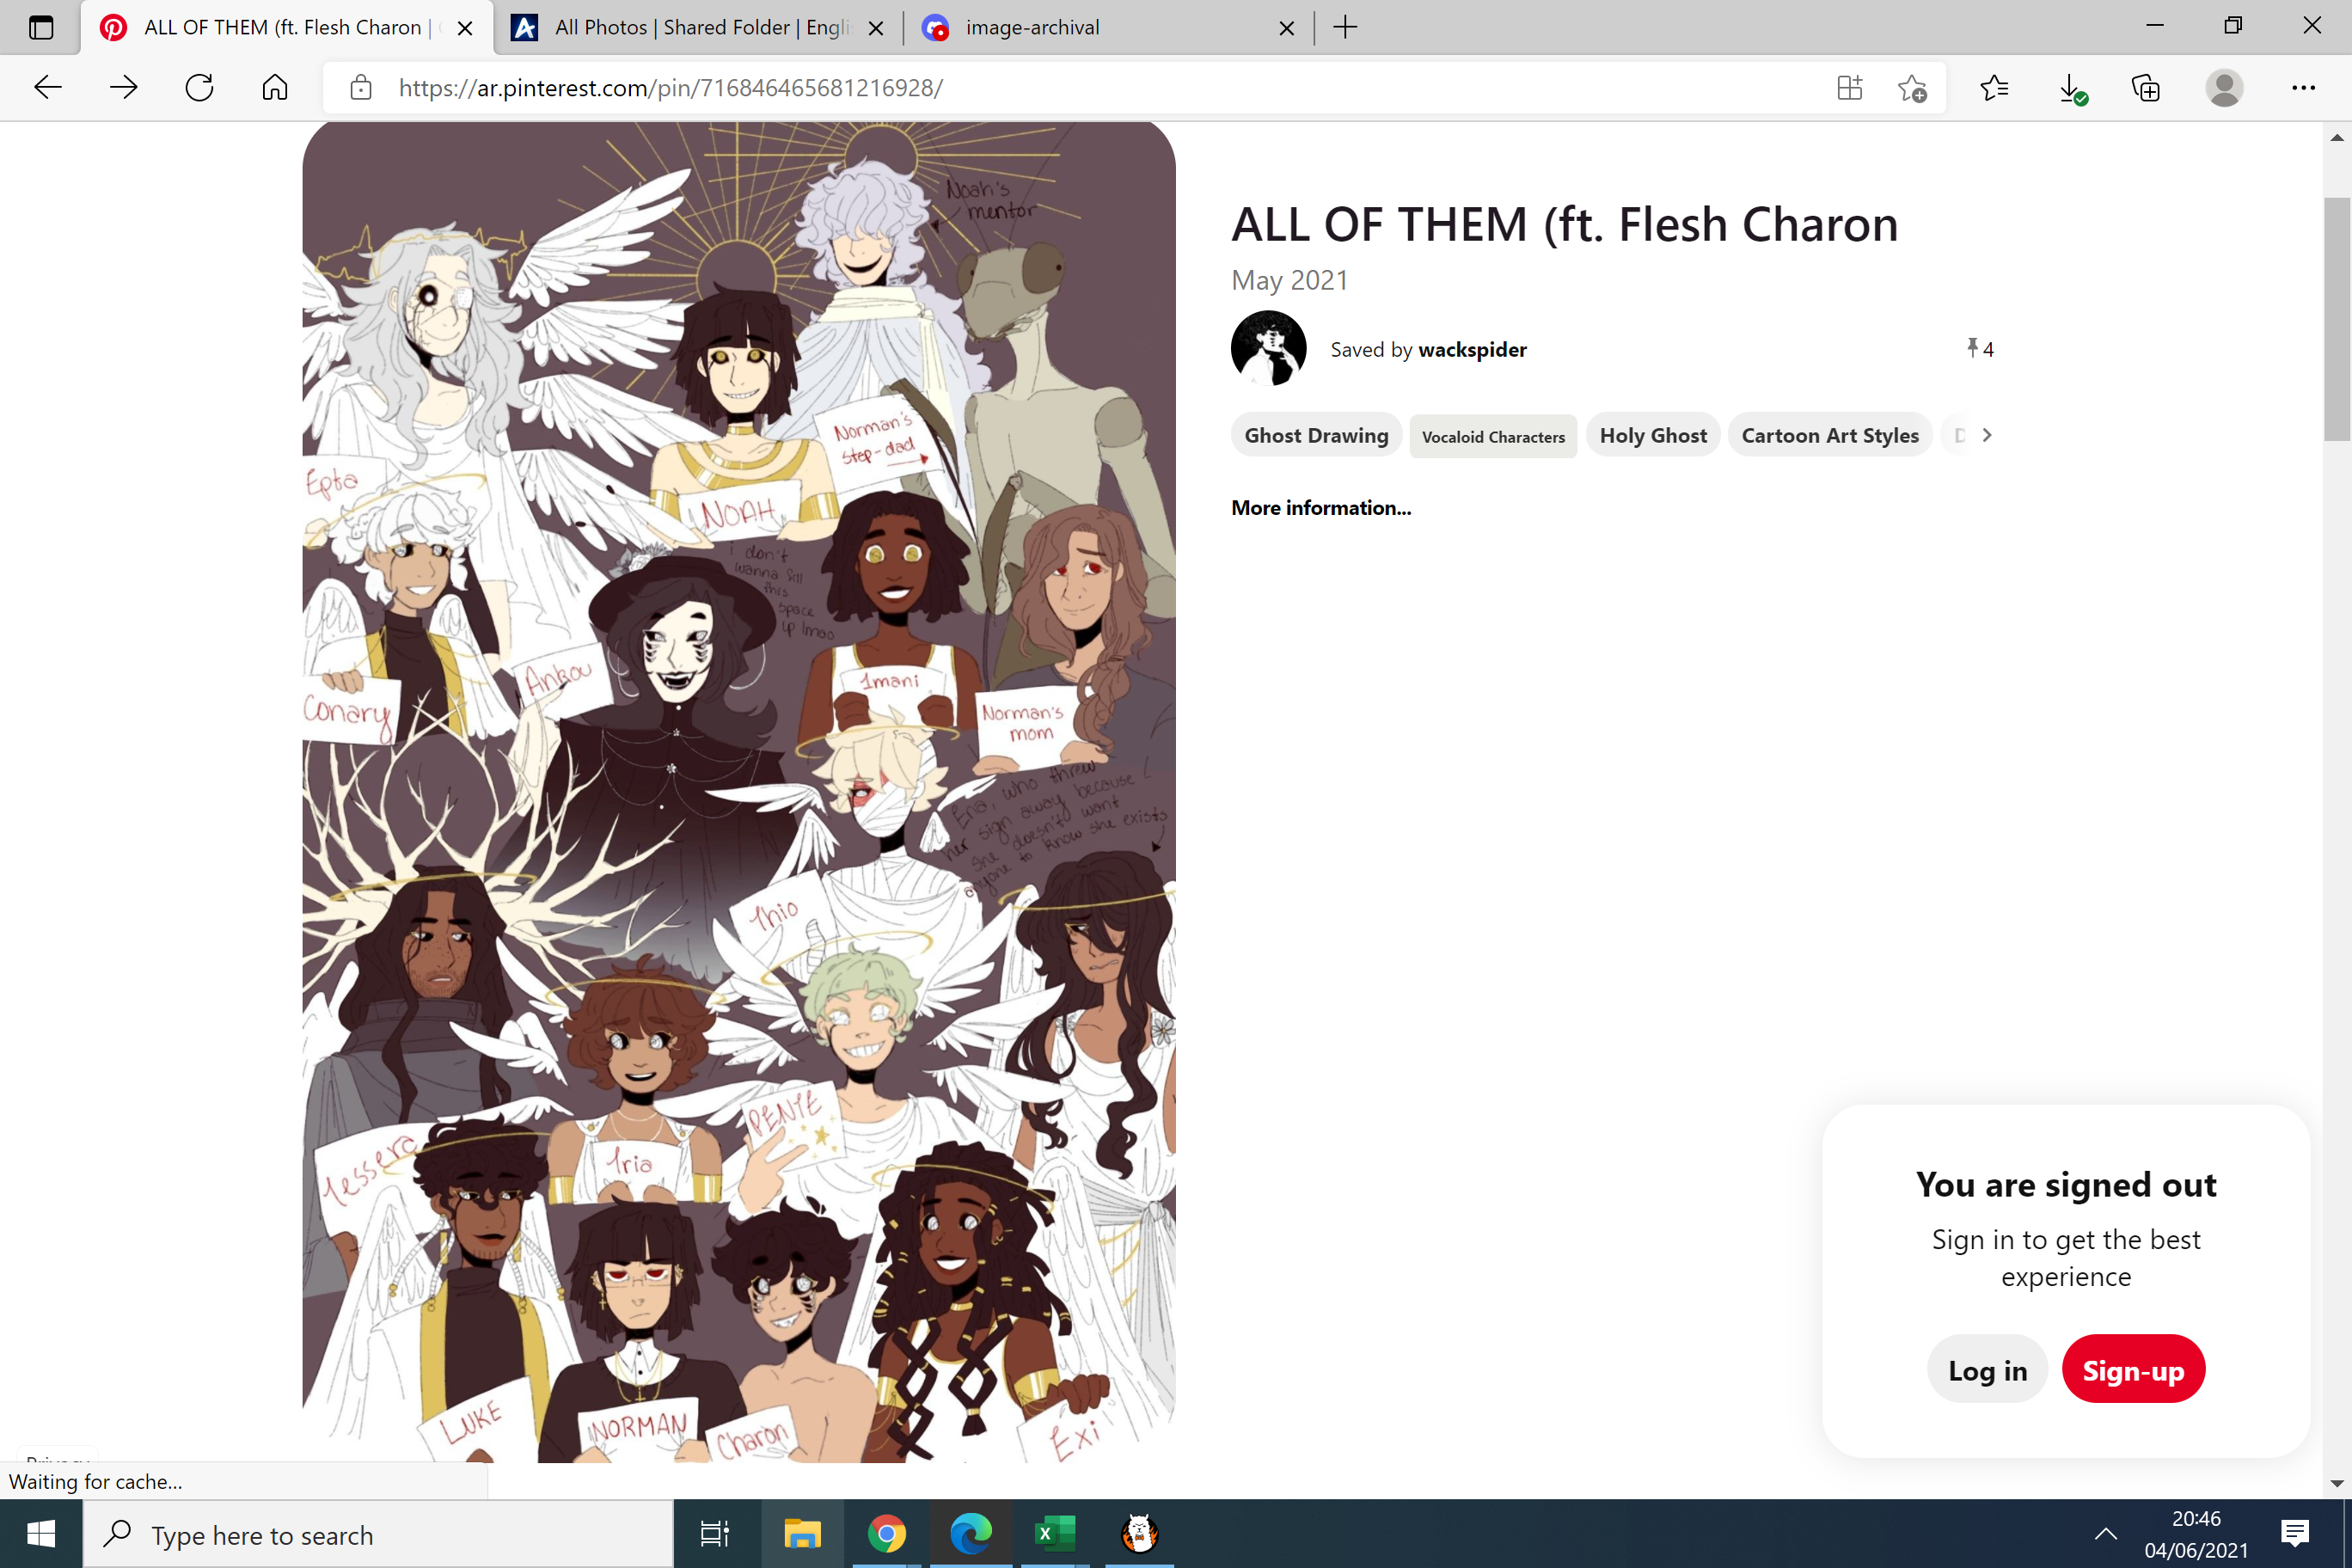 ALL OF THEM (ft. Flesh Charon |
All Photos | Shared Folder | Engli
image-archival
https://ar.pinterest.com/pin/716846465681216928/
Noah's
mentor
Norman's
step-dad
Epta
NOAH
i don't
wanna fill
this
space
up lmao
Ankou
Imani
Conary
Norman's
mom
Ena, who threw
her sign away because
she doesn't want
anyone to know she exists
Thio
PENTE
Tessera
Tria
LUKE
NORMAN
Charon
Exi
ALL OF THEM (ft. Flesh Charon
May 2021
Saved by wackspider
4
Ghost Drawing
Vocaloid Characters
Holy Ghost
Cartoon Art Styles
More information...
You are signed out
Sign in to get the best
experience
Log in
Sign-up
Privacy
Waiting for cache...
Type here to search
20:46
04/06/2021